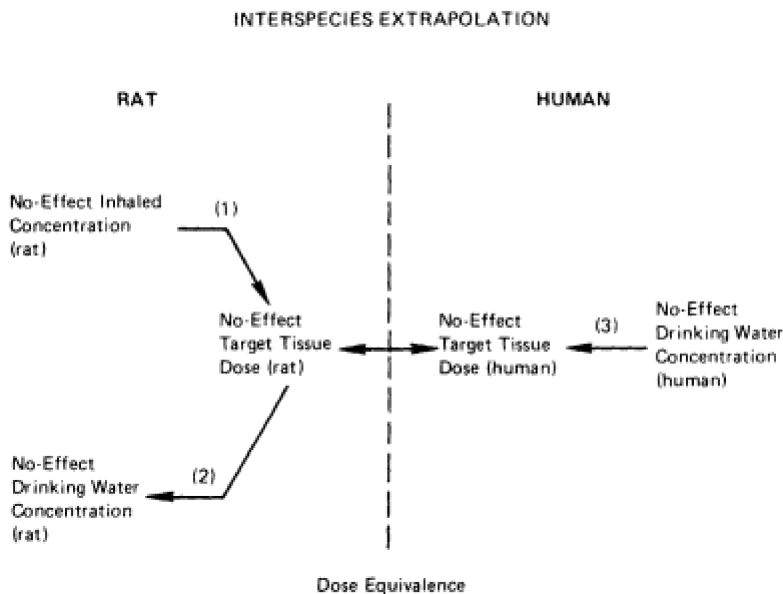 INTERSPECIES EXTRAPOLATION
RAT
HUMAN
No-Effect Inhaled
Concentration
(rat)
(1)
No-Effect
Target Tissue
Dose (rat)
No-Effect
Target Tissue
Dose (human)
(3)
No-Effect
Drinking Water
Concentration
(human)
No-Effect
Drinking Water
Concentration
(rat)
(2)
Dose Equivalence